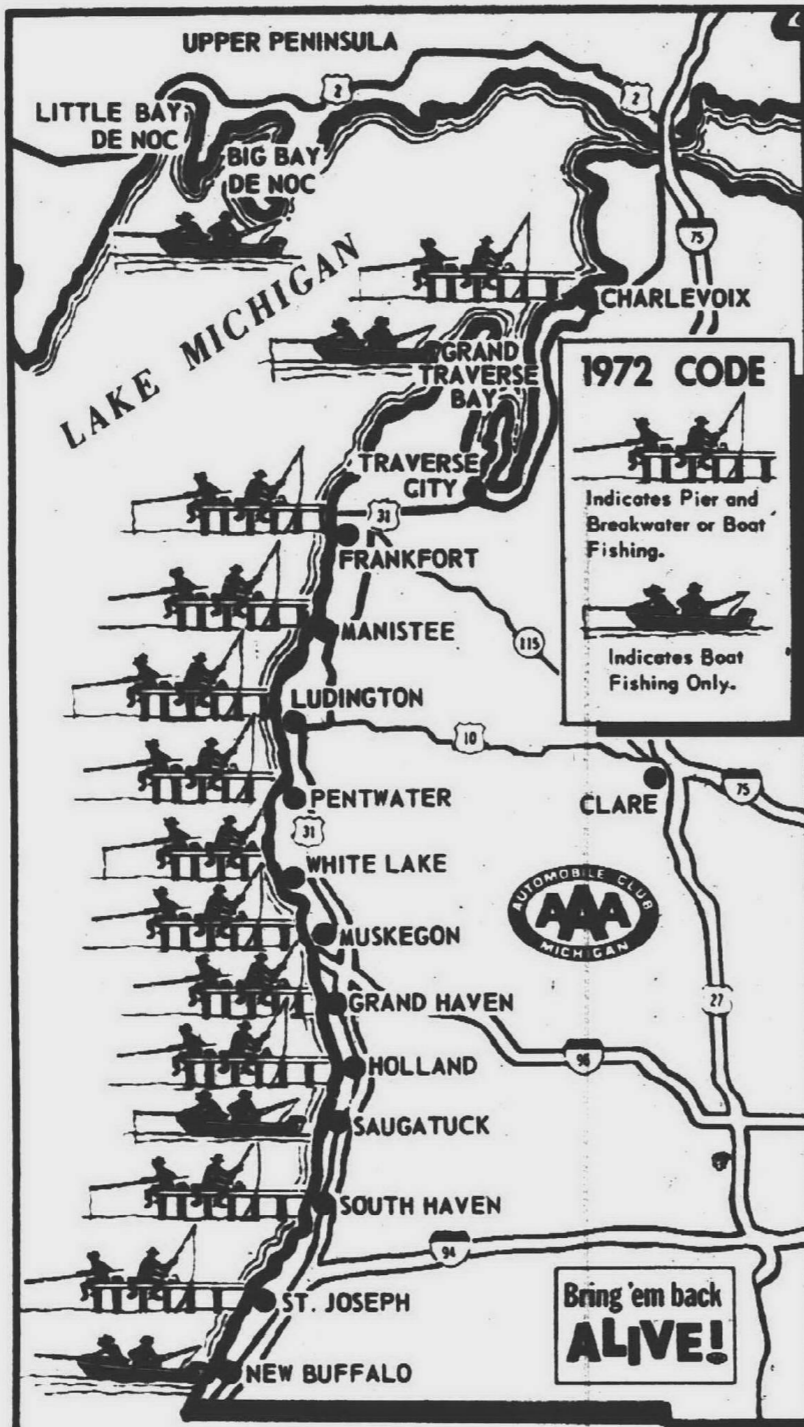 UPPER PENINSULA
2
2
LITTLE BAY
DE NOC
BIG BAY
DE NOC
75
LAKE MICHIGAN
CHARLEVOIX
GRAND
TRAVERSE
BAY
1972 CODE
Indicates Pier and
Breakwater or Boat
Fishing.
Indicates Boat
Fishing Only.
TRAVERSE
CITY
31
FRANKFORT
MANISTEE
115
LUDINGTON
10
PENTWATER
CLARE
75
31
WHITE LAKE
AUTOMOBILE CLUB
AAA
MICHIGAN
MUSKEGON
GRAND HAVEN
27
HOLLAND
SAUGATUCK
SOUTH HAVEN
94
ST. JOSEPH
Bring 'em back
ALIVE!
NEW BUFFALO